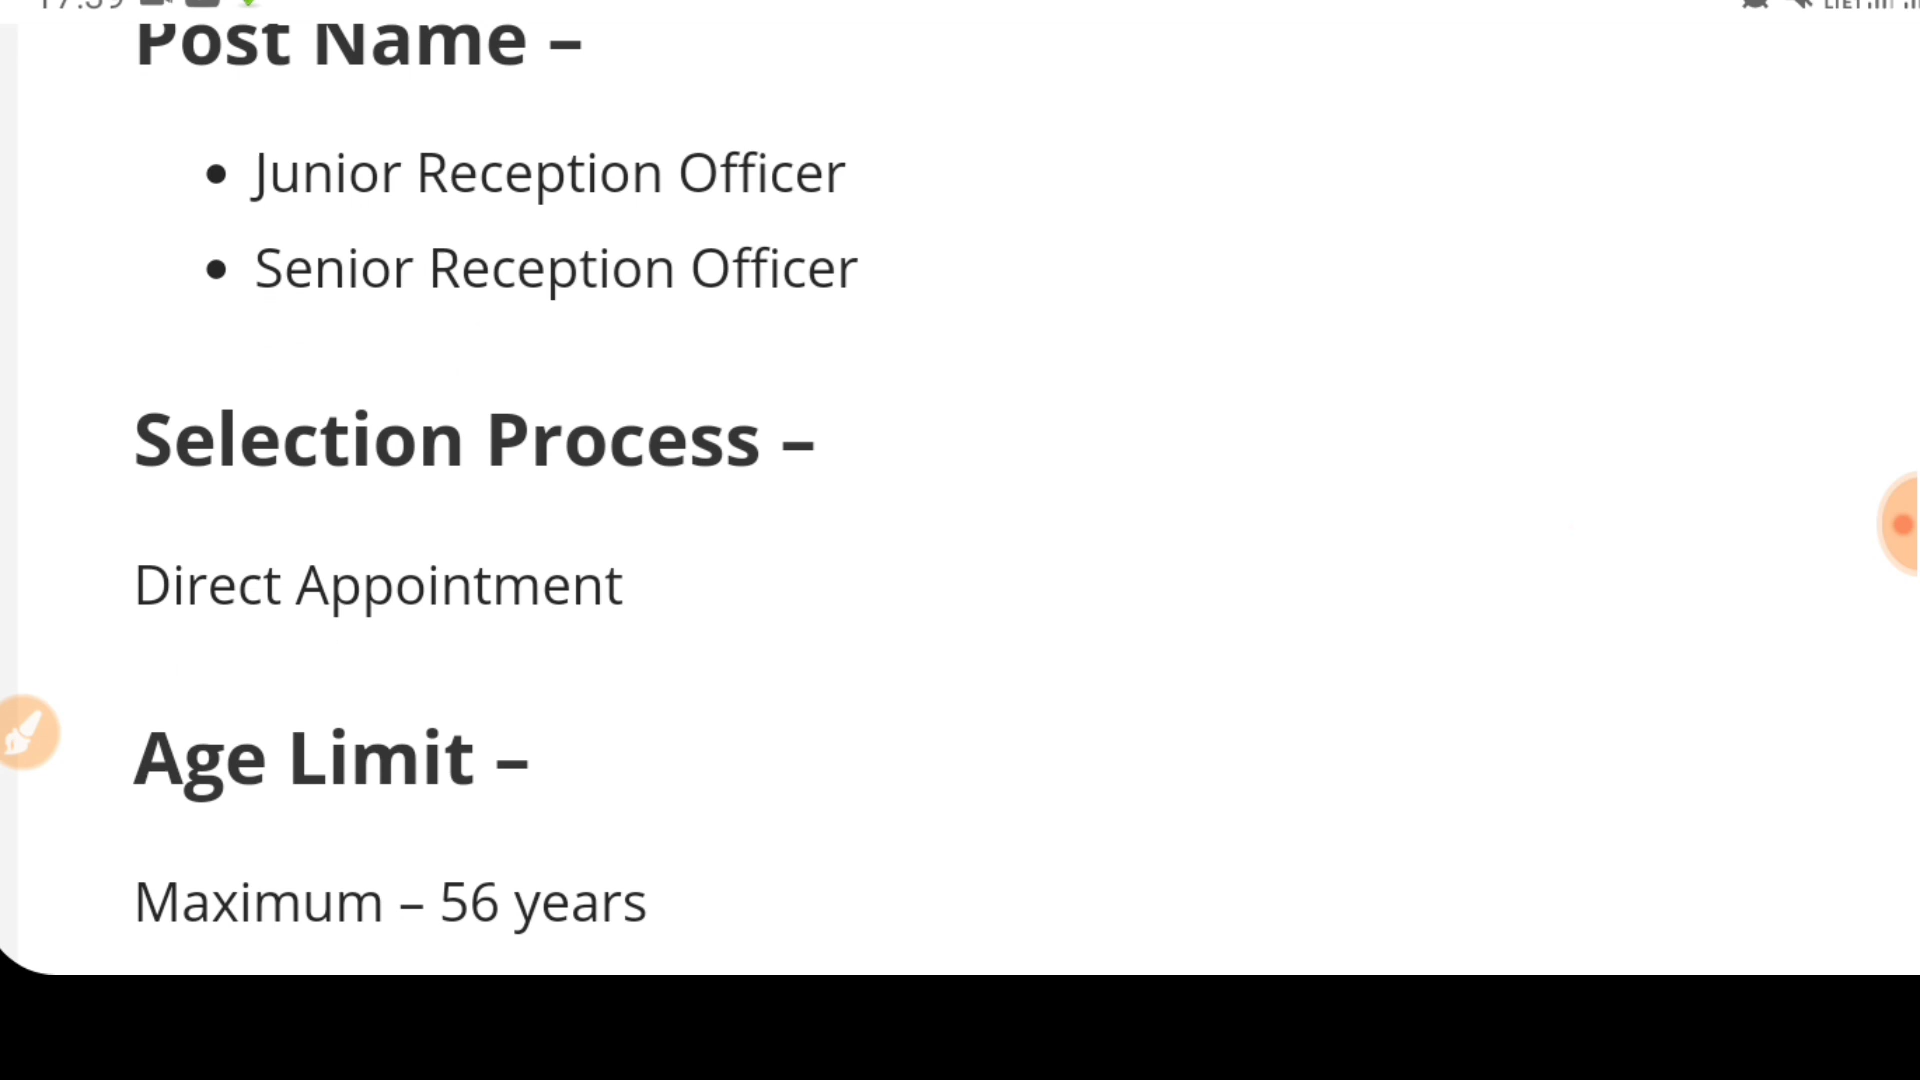 Post Name –
Junior Reception Officer
Senior Reception Officer
Selection Process –
Direct Appointment
Age Limit –
Maximum – 56 years